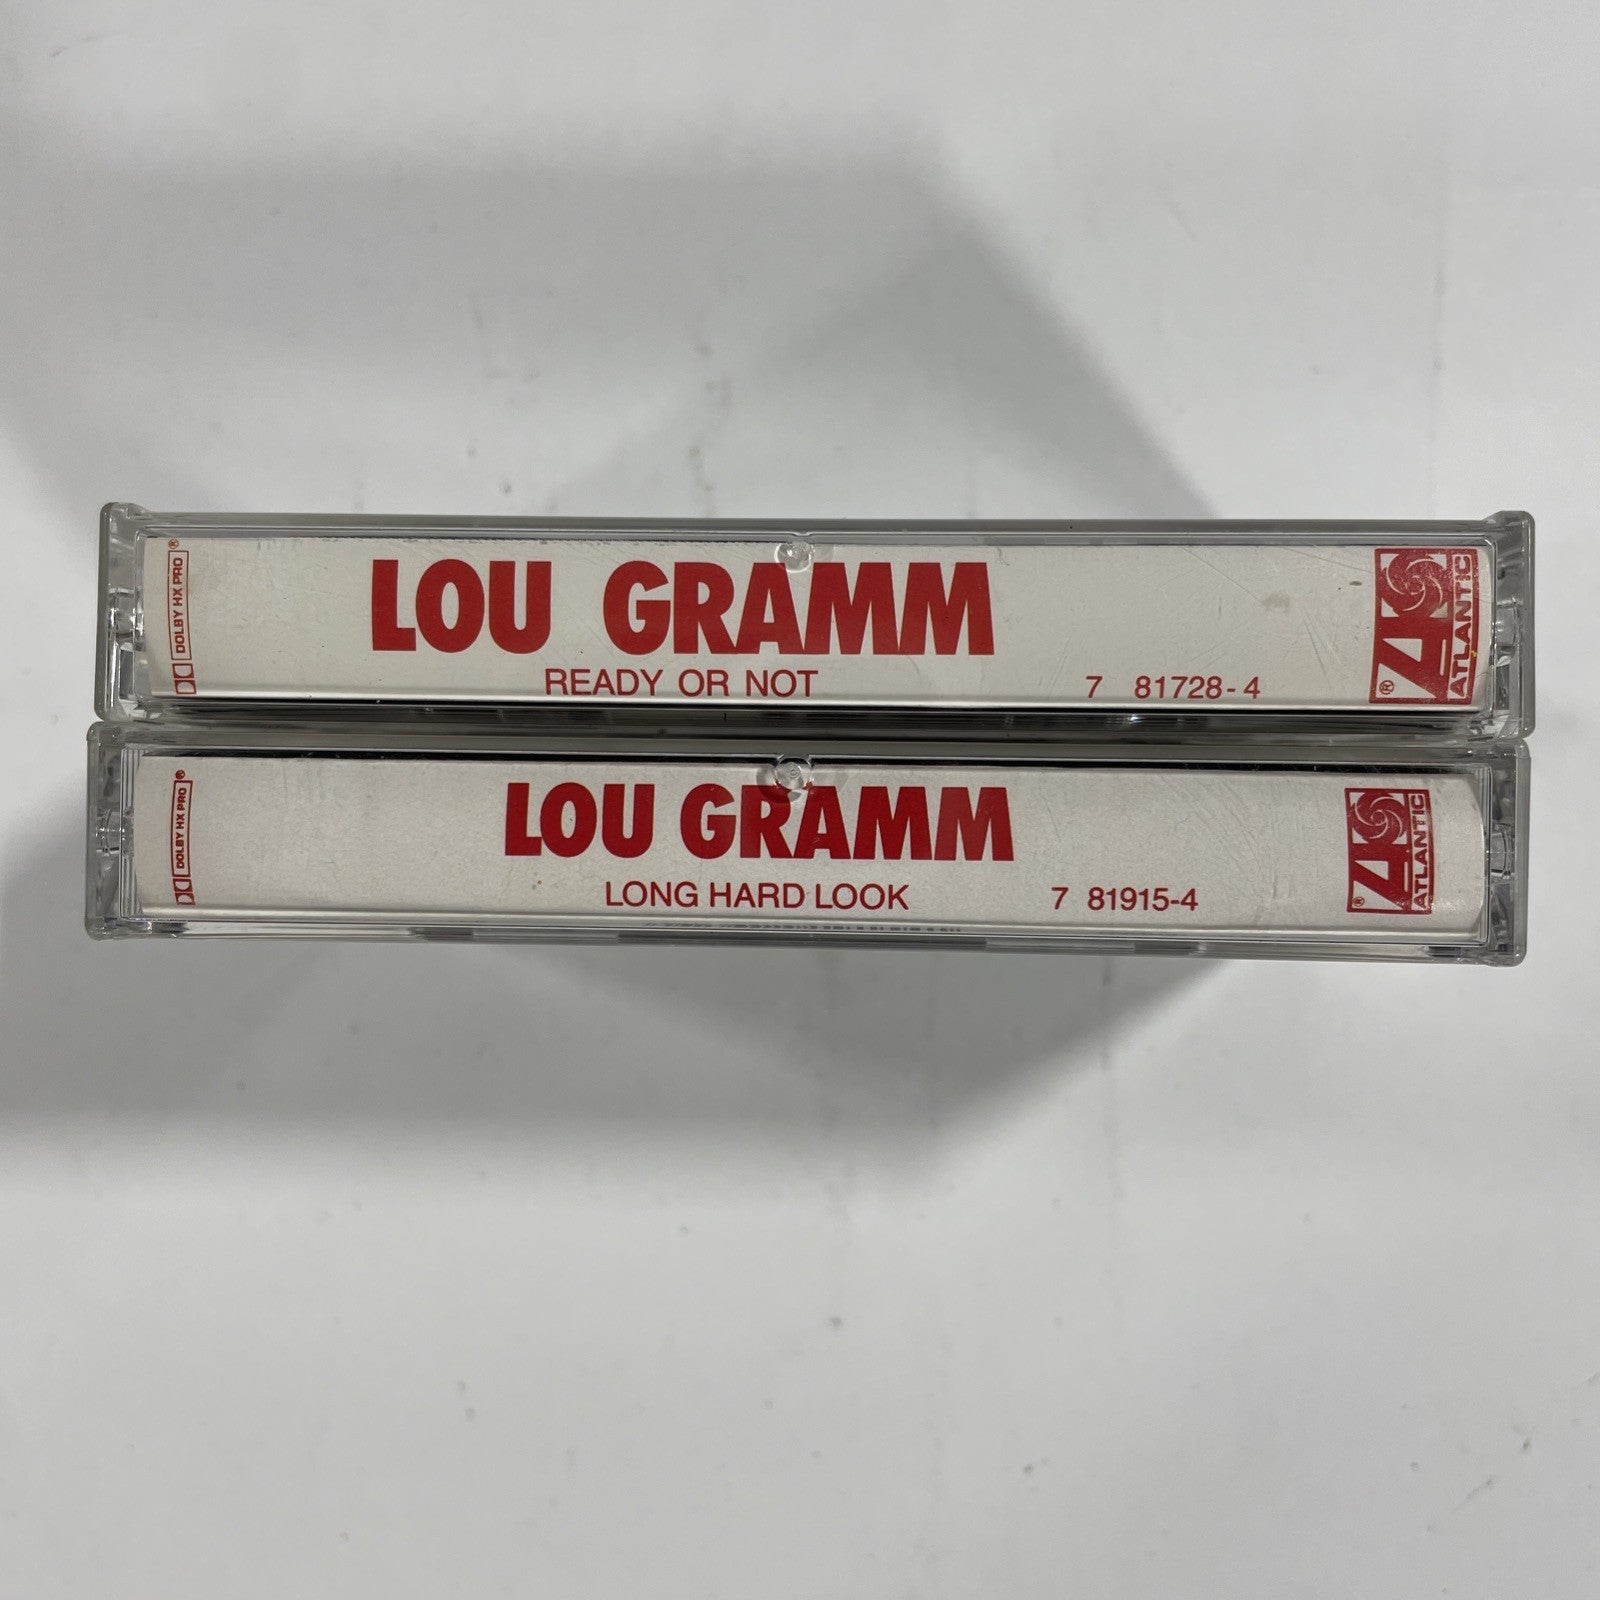 DOLBY HX PRO®
LOU GRAMM
READY OR NOT
7 81728-4
ATLANTIC
®
DOLBY HX PRO®
LOU GRAMM
LONG HARD LOOK
7 81915-4
ATLANTIC
®